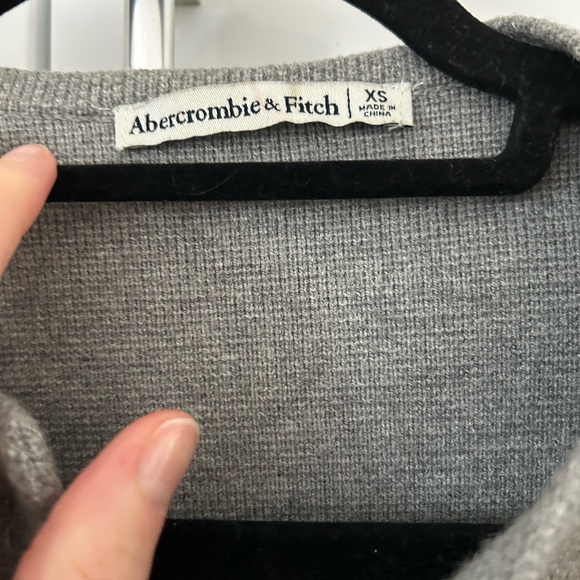 Abercrombie & Fitch | XS
MADE IN
CHINA